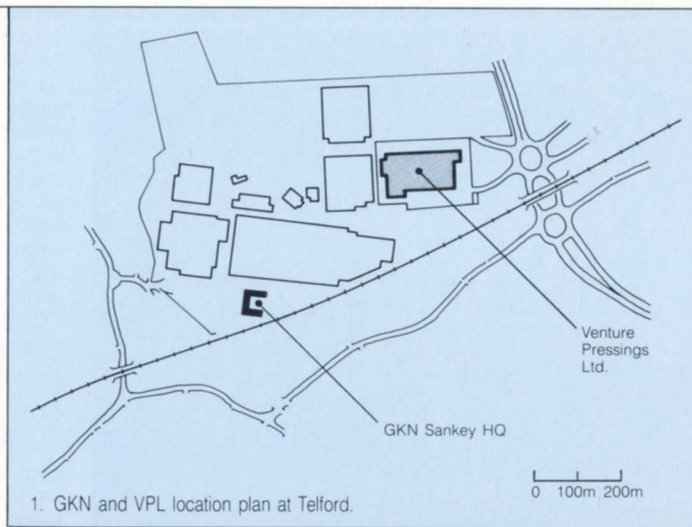 Venture
Pressings
Ltd.
GKN Sankey HQ
0 100m 200m
1. GKN and VPL location plan at Telford.